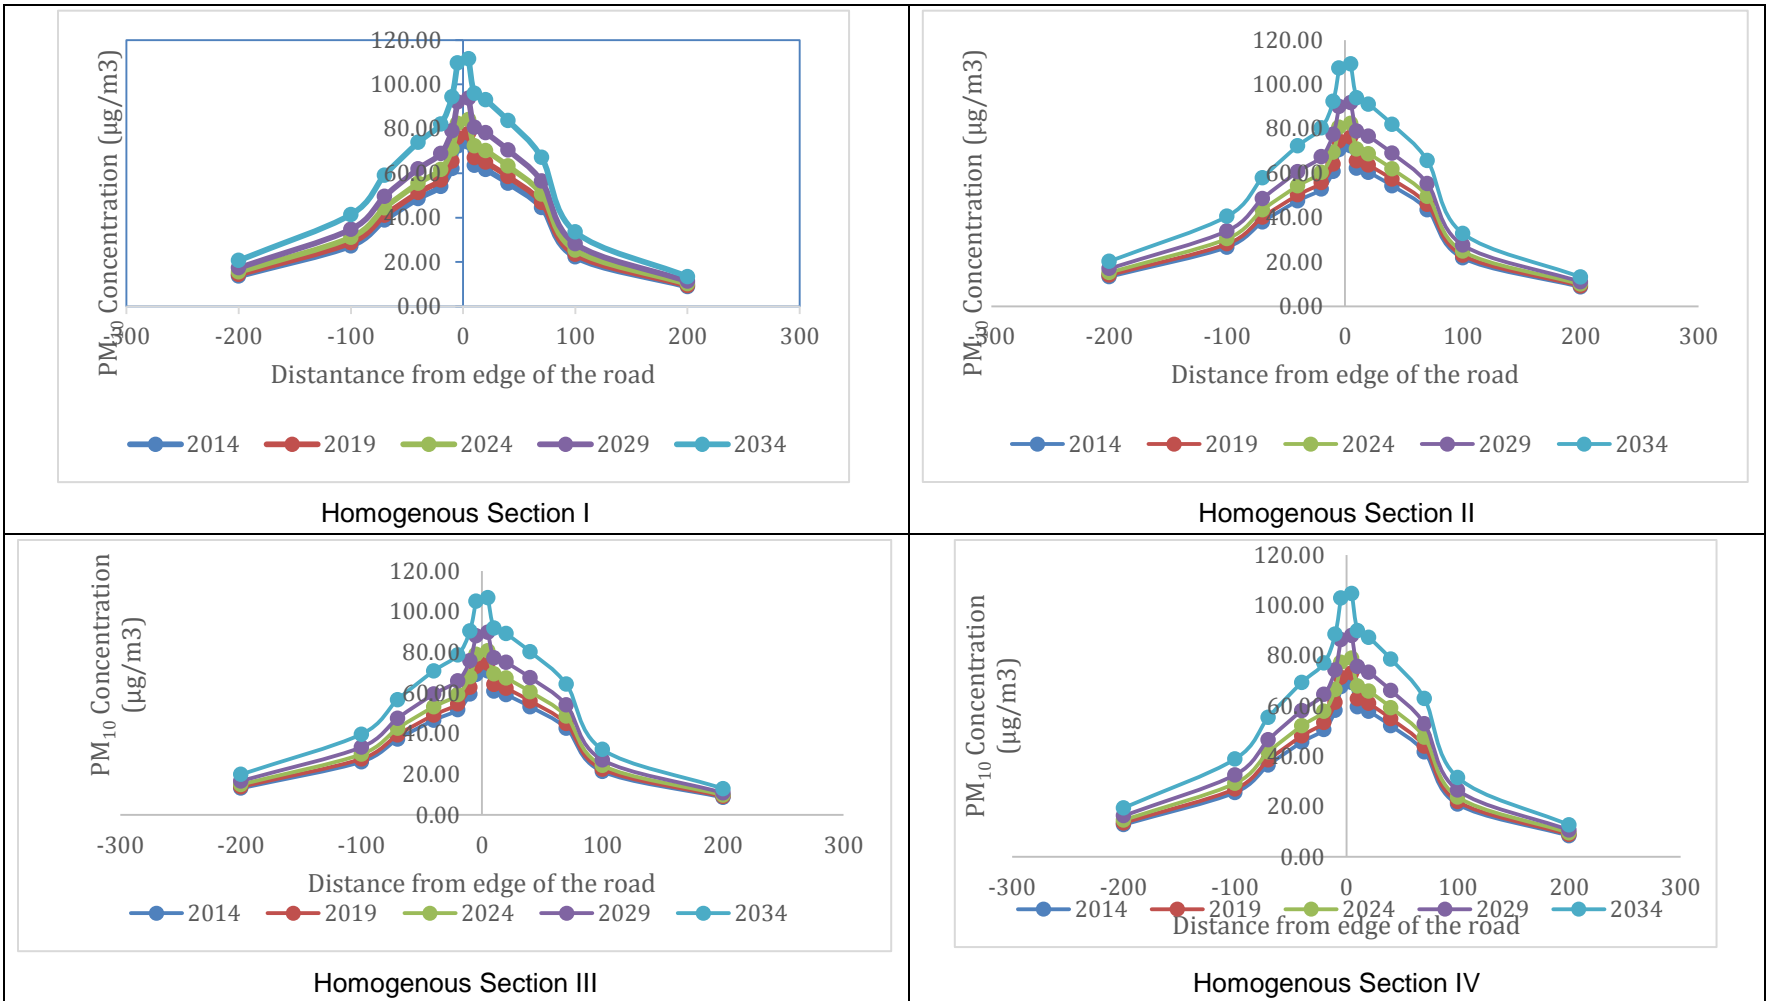 PM10 Concentration (µg/m3)
120.00
100.00
80.00
60.00
40.00
20.00
0.00
-300 -200 -100 0 100 200 300
Distantance from edge of the road
2014 2019 2024 2029 2034
Homogenous Section I
PM10 Concentration (µg/m3)
120.00
100.00
80.00
60.00
40.00
20.00
0.00
-300 -200 -100 0 100 200 300
Distance from edge of the road
2014 2019 2024 2029 2034
Homogenous Section II
PM10 Concentration
(µg/m3)
120.00
100.00
80.00
60.00
40.00
20.00
0.00
-300 -200 -100 0 100 200 300
Distance from edge of the road
2014 2019 2024 2029 2034
Homogenous Section III
PM10 Concentration
(µg/m3)
120.00
100.00
80.00
60.00
40.00
20.00
0.00
-300 -200 -100 0 100 200 300
2014 2019 2024 2029 2034
Distance from edge of the road
Homogenous Section IV